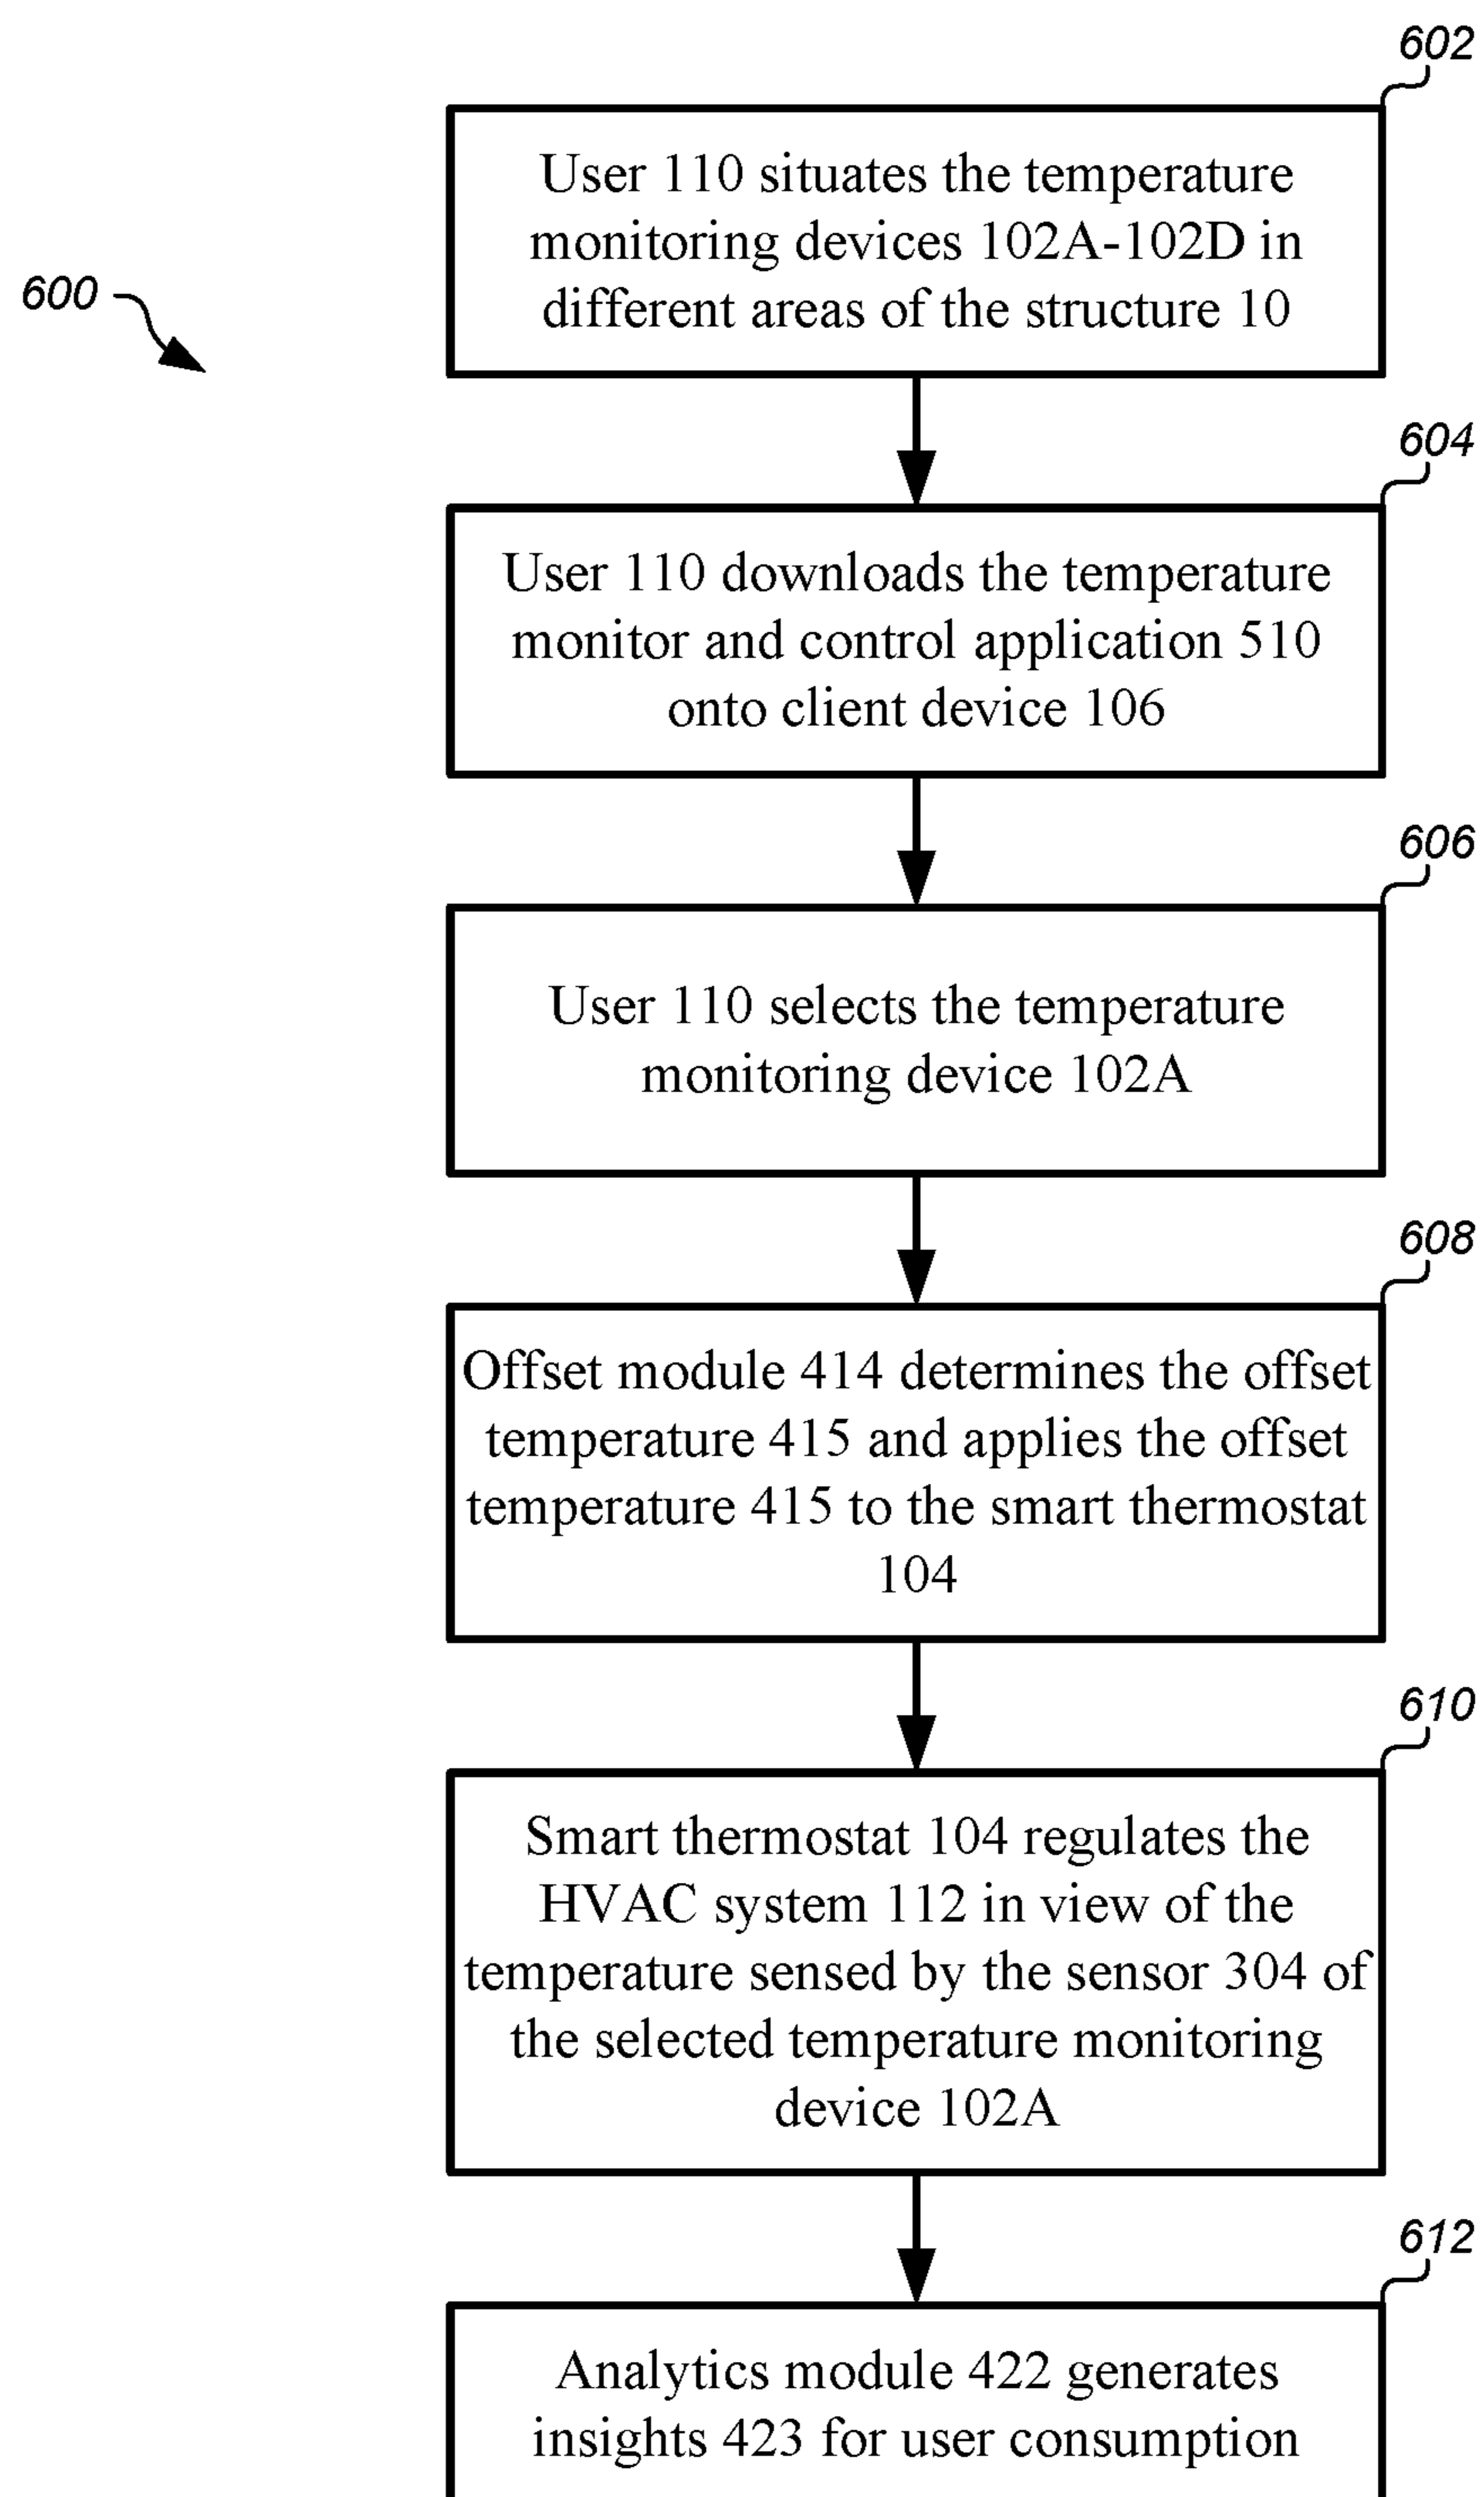 602
User 110 situates the temperature
monitoring devices 102A-102D in
different areas of the structure 10
600
604
User 110 downloads the temperature
monitor and control application 510
onto client device 106
606
User 110 selects the temperature
monitoring device 102A
608
Offset module 414 determines the offset
temperature 415 and applies the offset
temperature 415 to the smart thermostat
104
610
Smart thermostat 104 regulates the
HVAC system 112 in view of the
temperature sensed by the sensor 304 of
the selected temperature monitoring
device 102A
612
Analytics module 422 generates
insights 423 for user consumption